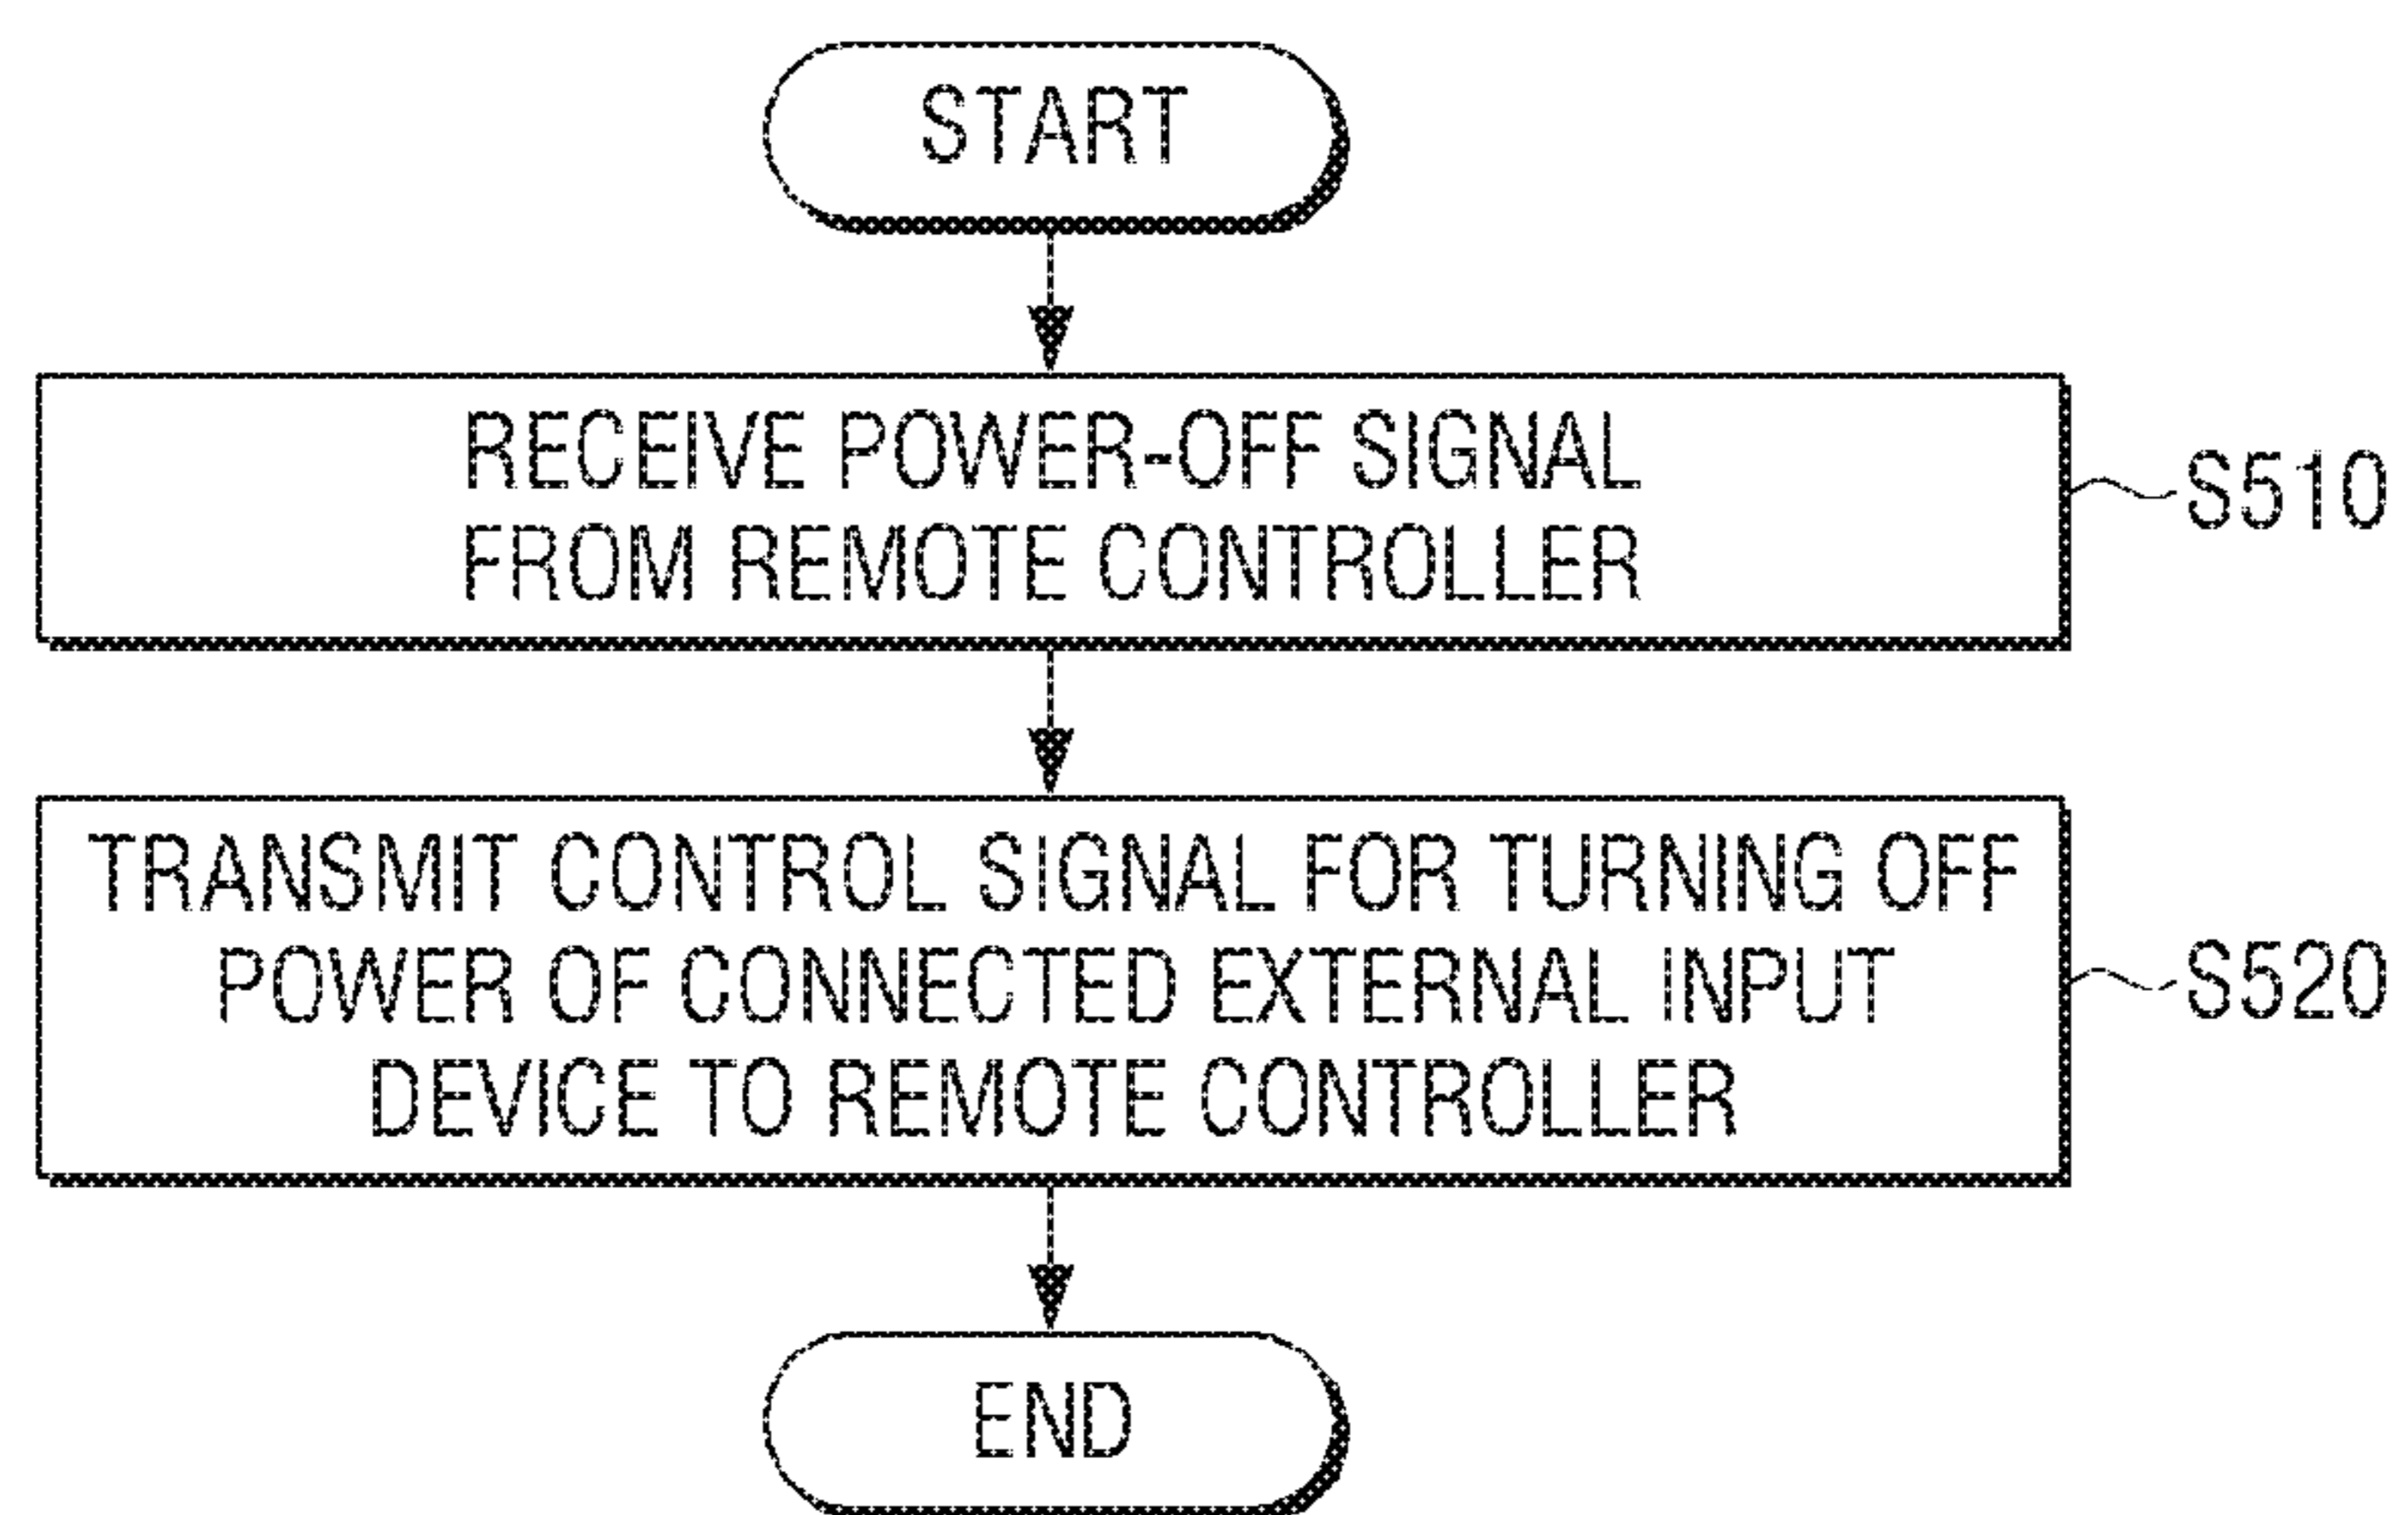 START
RECEIVE POWER-OFF SIGNAL
FROM REMOTE CONTROLLER
S510
TRANSMIT CONTROL SIGNAL FOR TURNING OFF
POWER OF CONNECTED EXTERNAL INPUT
DEVICE TO REMOTE CONTROLLER
S520
END